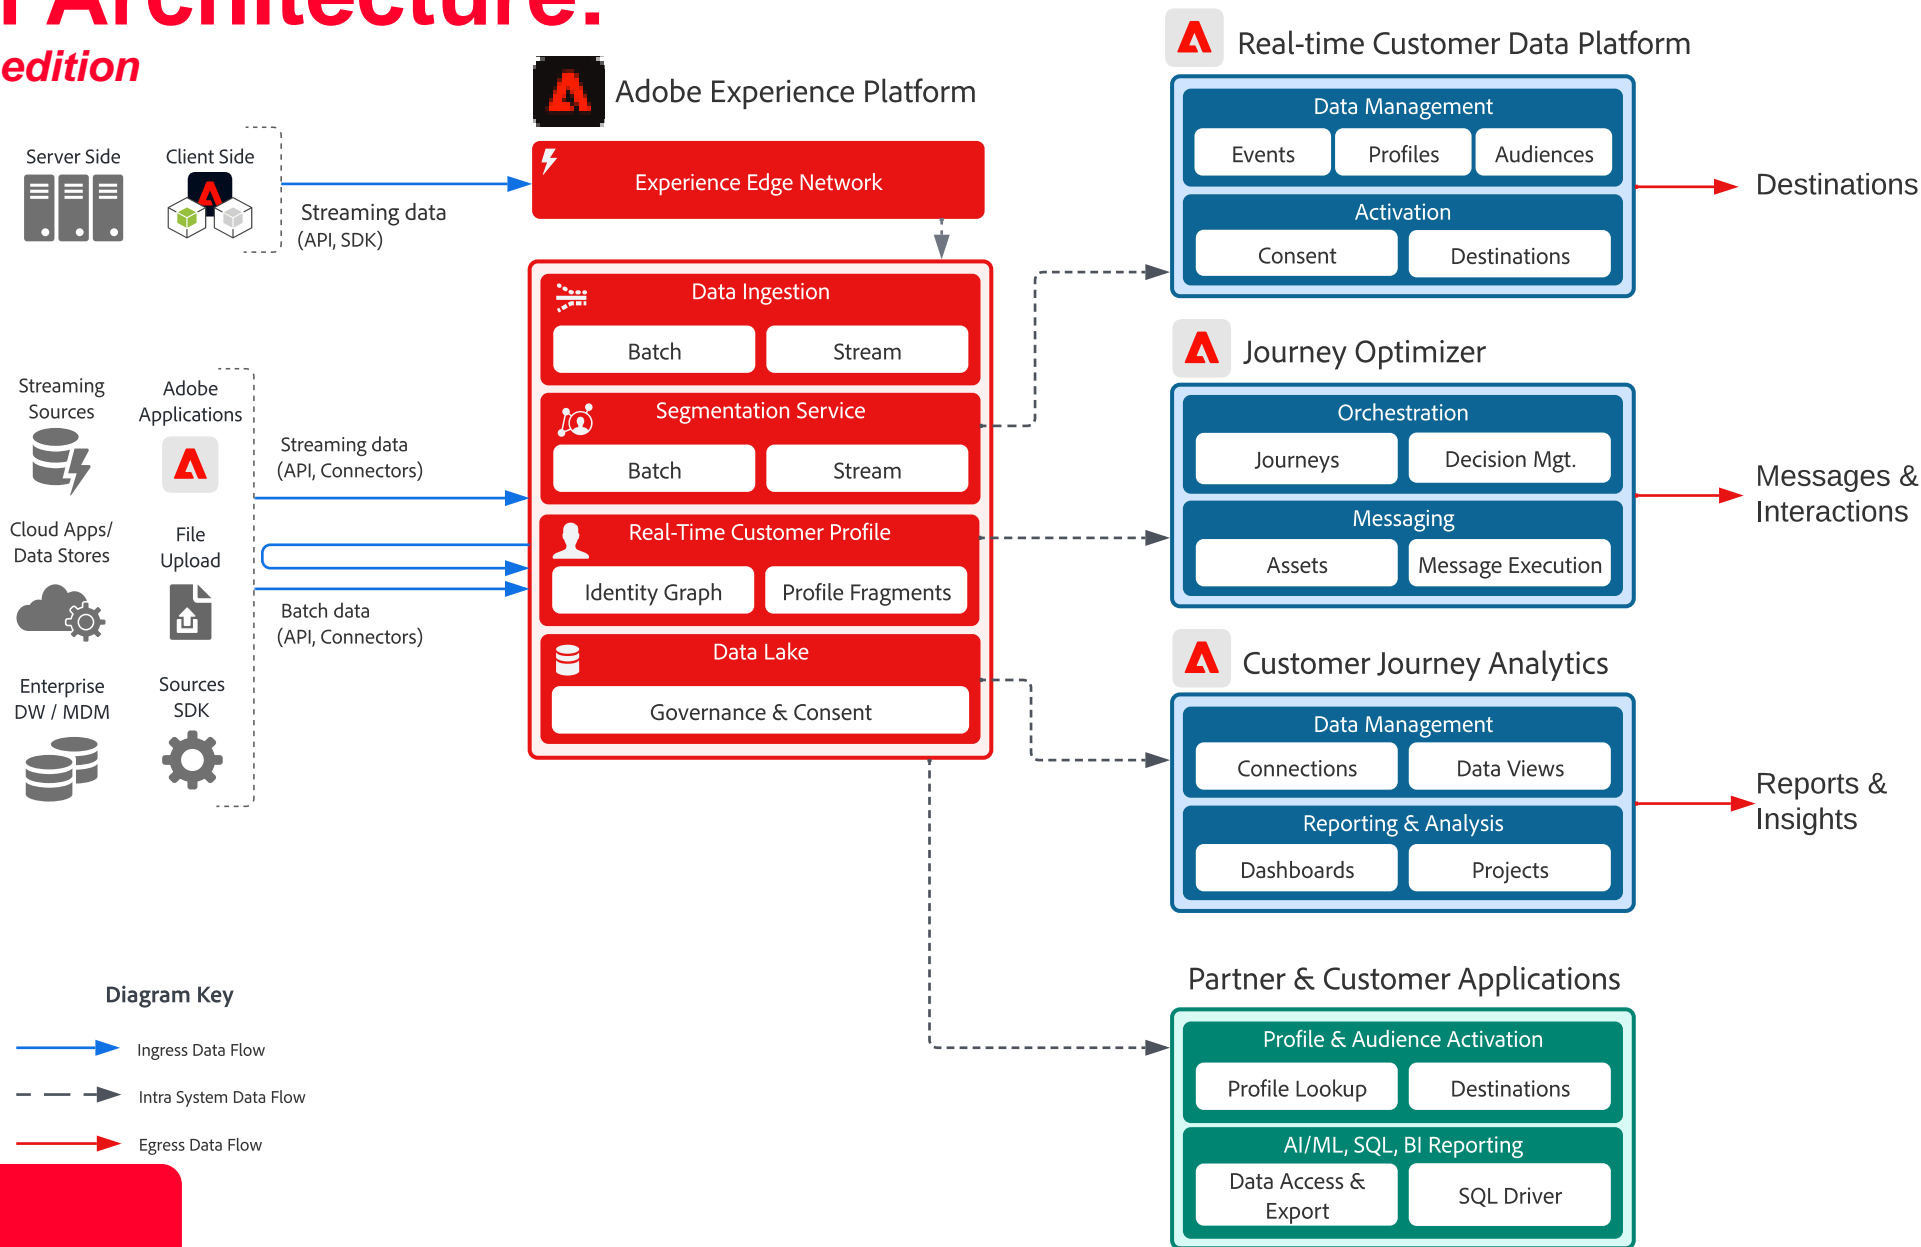 Architecture:
edition
Adobe Experience Platform
Server Side
Client Side
Streaming data
(API, SDK)
Experience Edge Network
Data Ingestion
Batch
Stream
Segmentation Service
Batch
Stream
Real-Time Customer Profile
Identity Graph
Profile Fragments
Data Lake
Governance & Consent
Streaming
Sources
Adobe
Applications
Streaming data
(API, Connectors)
Cloud Apps/
Data Stores
File
Upload
Batch data
(API, Connectors)
Enterprise
DW / MDM
Sources
SDK
Real-time Customer Data Platform
Data Management
Events
Profiles
Audiences
Activation
Consent
Destinations
Destinations
Journey Optimizer
Orchestration
Journeys
Decision Mgt.
Messaging
Assets
Message Execution
Messages &
Interactions
Customer Journey Analytics
Data Management
Connections
Data Views
Reporting & Analysis
Dashboards
Projects
Reports &
Insights
Partner & Customer Applications
Profile & Audience Activation
Profile Lookup
Destinations
AI/ML, SQL, BI Reporting
Data Access &
Export
SQL Driver
Diagram Key
Ingress Data Flow
Intra System Data Flow
Egress Data Flow